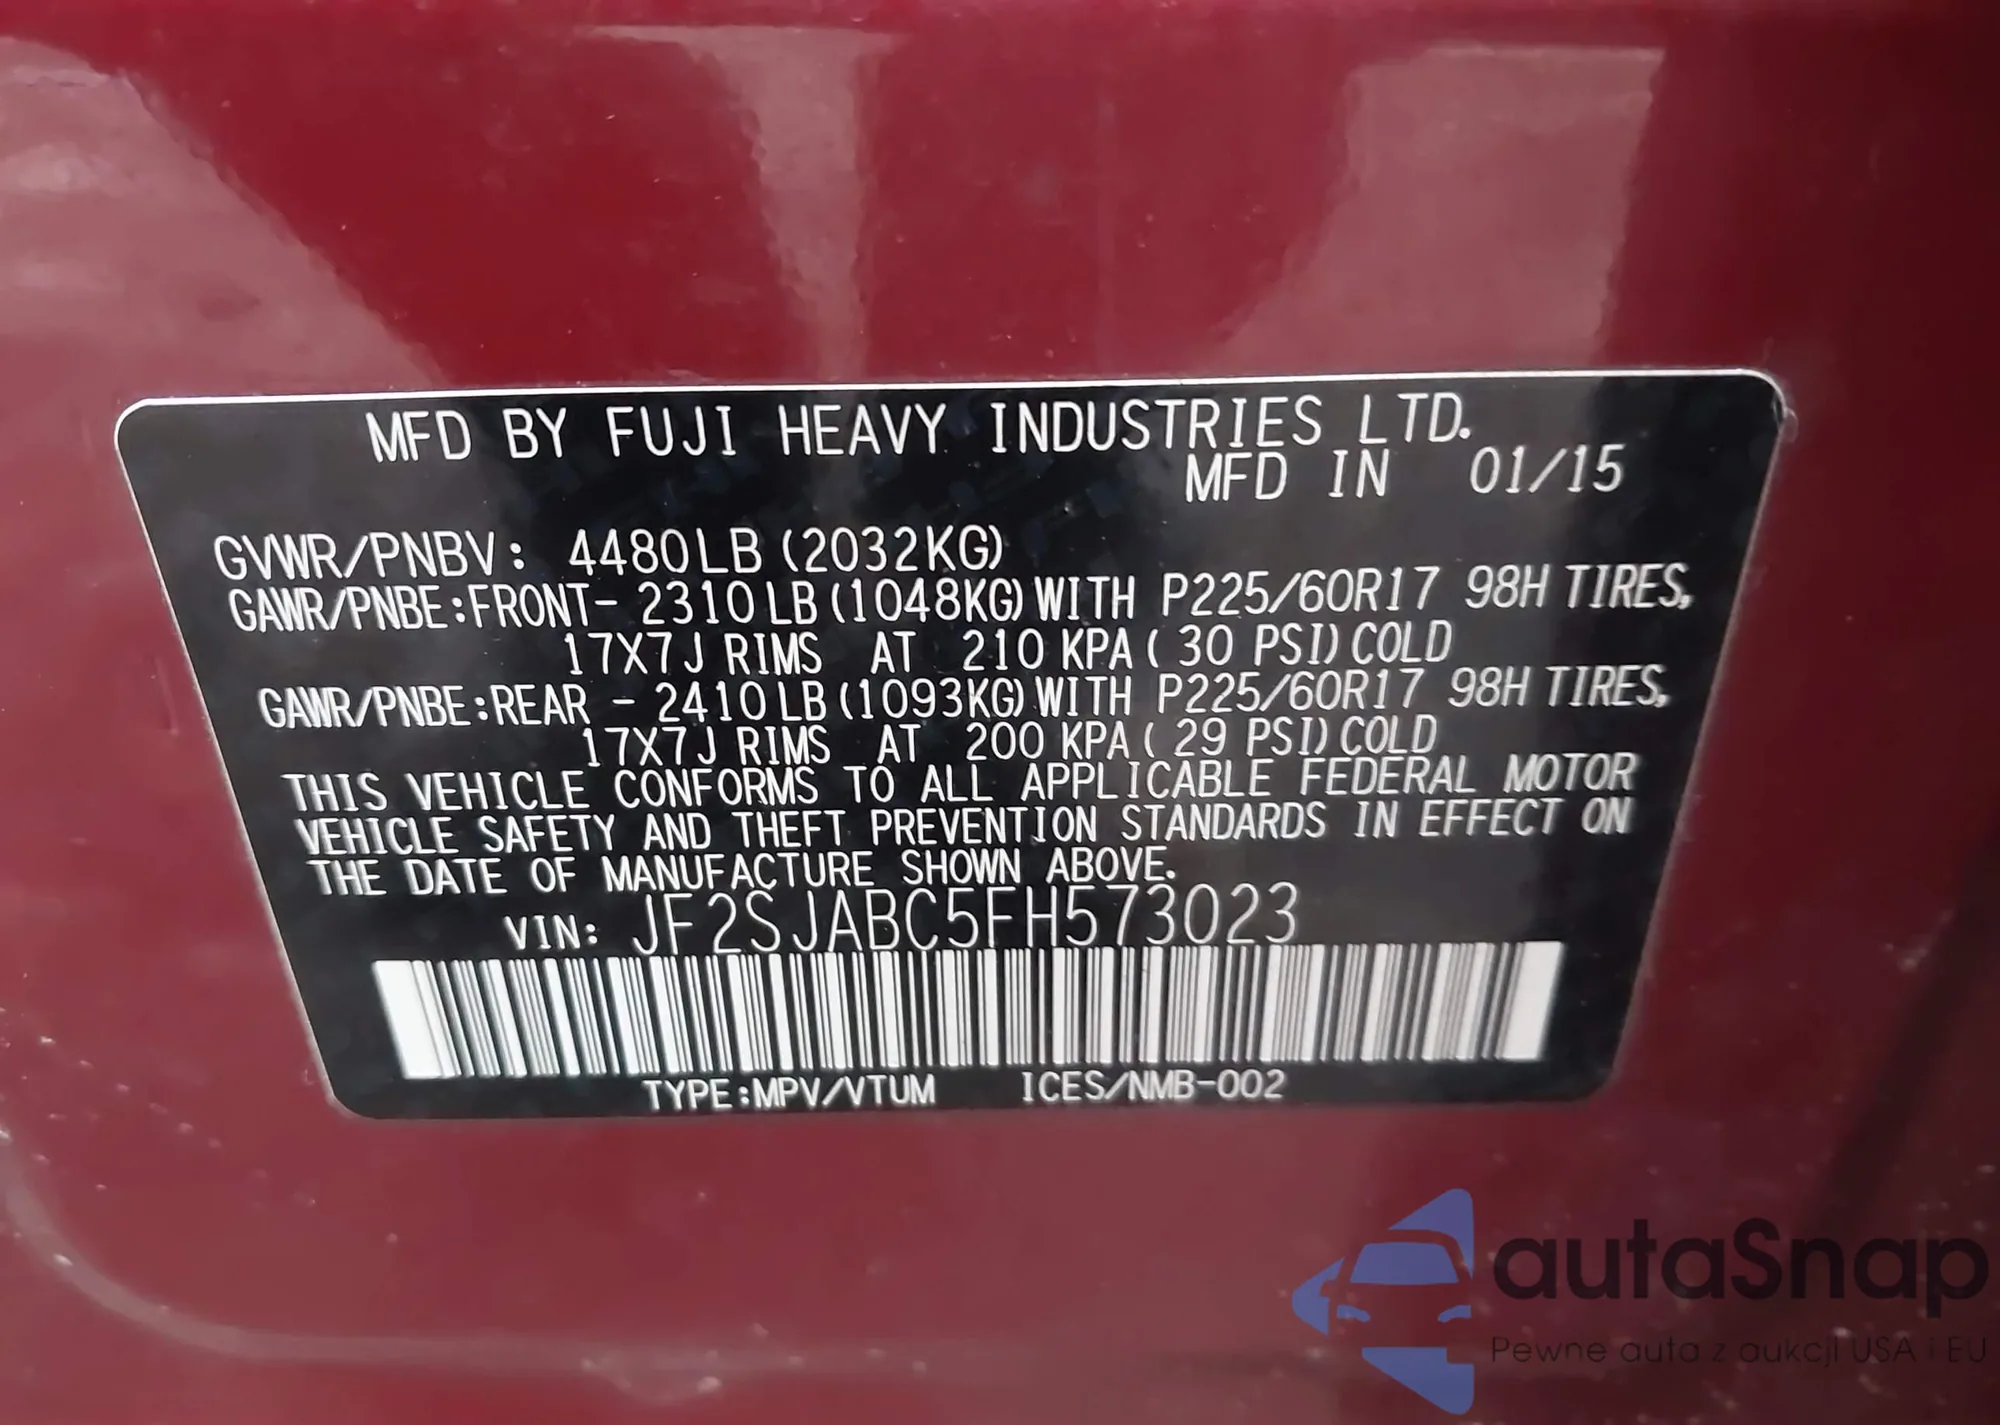 MFD BY FUJI HEAVY INDUSTRIES LTD.
MFD IN 01/15
GVWR/PNBV: 4480LB (2032KG)
GAWR/PNBE:FRONT- 2310LB (1048KG) WITH P225/60R17 98H TIRES,
17X7J RIMS AT 210 KPA ( 30 PSI) COLD
GAWR/PNBE:REAR - 2410LB (1093KG) WITH P225/60R17 98H TIRES,
17X7J RIMS AT 200 KPA ( 29 PSI) COLD
THIS VEHICLE CONFORMS TO ALL APPLICABLE FEDERAL MOTOR
VEHICLE SAFETY AND THEFT PREVENTION STANDARDS IN EFFECT ON
THE DATE OF MANUFACTURE SHOWN ABOVE.
VIN: JF2SJABC5FH573023
TYPE:MPV/VTUM ICES/NMB-002
autaSnap
Pewne auta z aukcji USA i EU